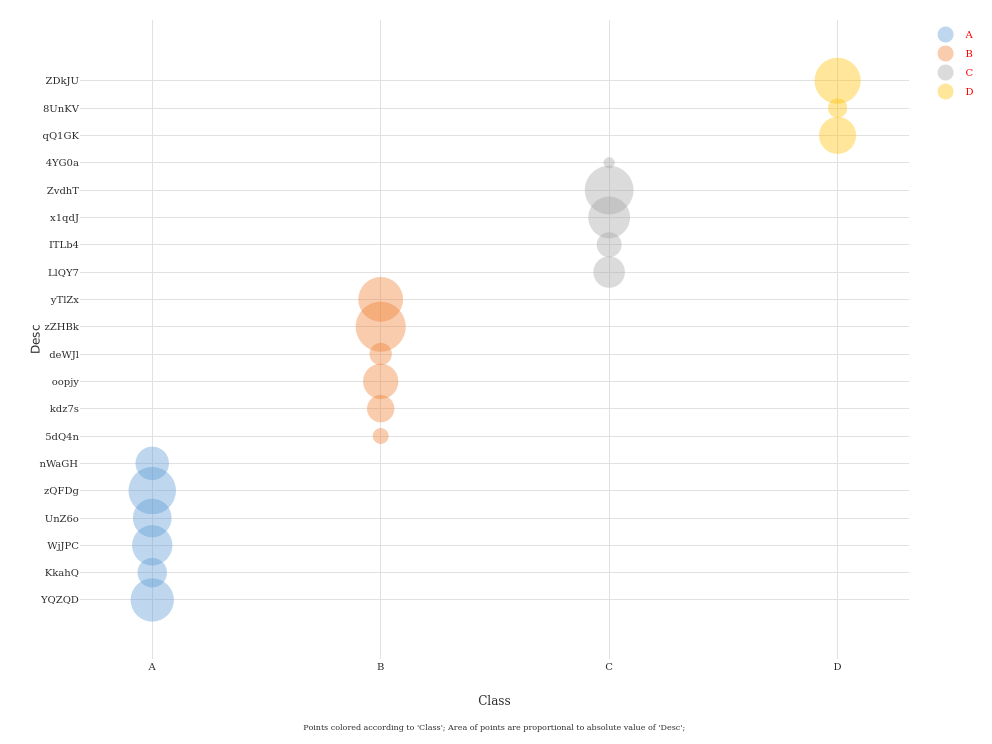 A
B
C
D
ZDkJU
8UnKV
qQ1GK
4YG0a
ZvdhT
x1qdJ
ITLb4
LlQY7
yTlZx
zZHBk
deWJl
oopjy
kdz7s
5dQ4n
nWaGH
zQFDg
UnZ6o
WjJPC
KkahQ
YQZQD
Desc
A B C D
Class
Points colored according to 'Class'; Area of points are proportional to absolute value of 'Desc';